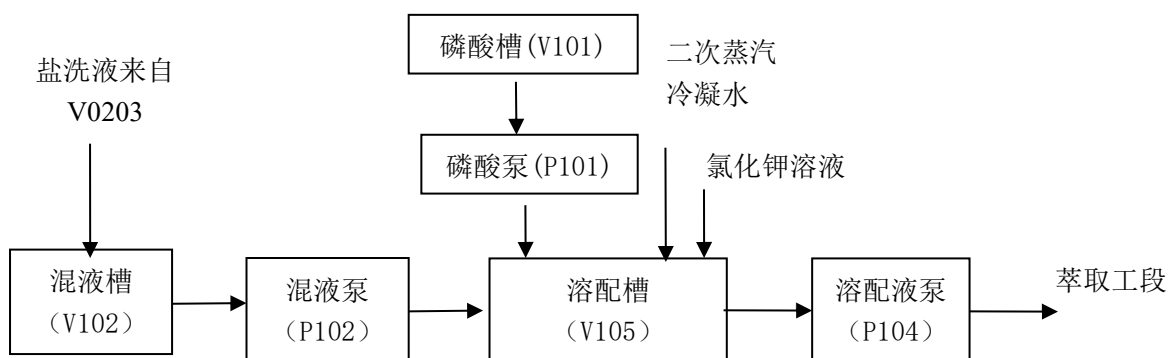 磷酸槽(V101)
二次蒸汽
冷凝水
盐洗液来自
V0203
磷酸泵(P101)
氯化钾溶液
混液槽
（V102）
混液泵
（P102）
溶配槽
（V105）
溶配液泵
（P104）
萃取工段